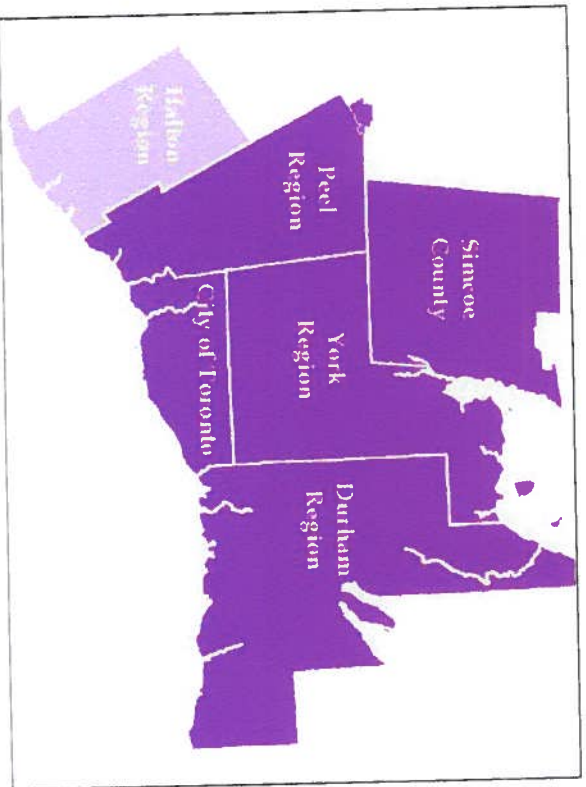 Simcoe
County
Peel
Region
York
Region
Durham
Region
Halton
Region
City of Toronto